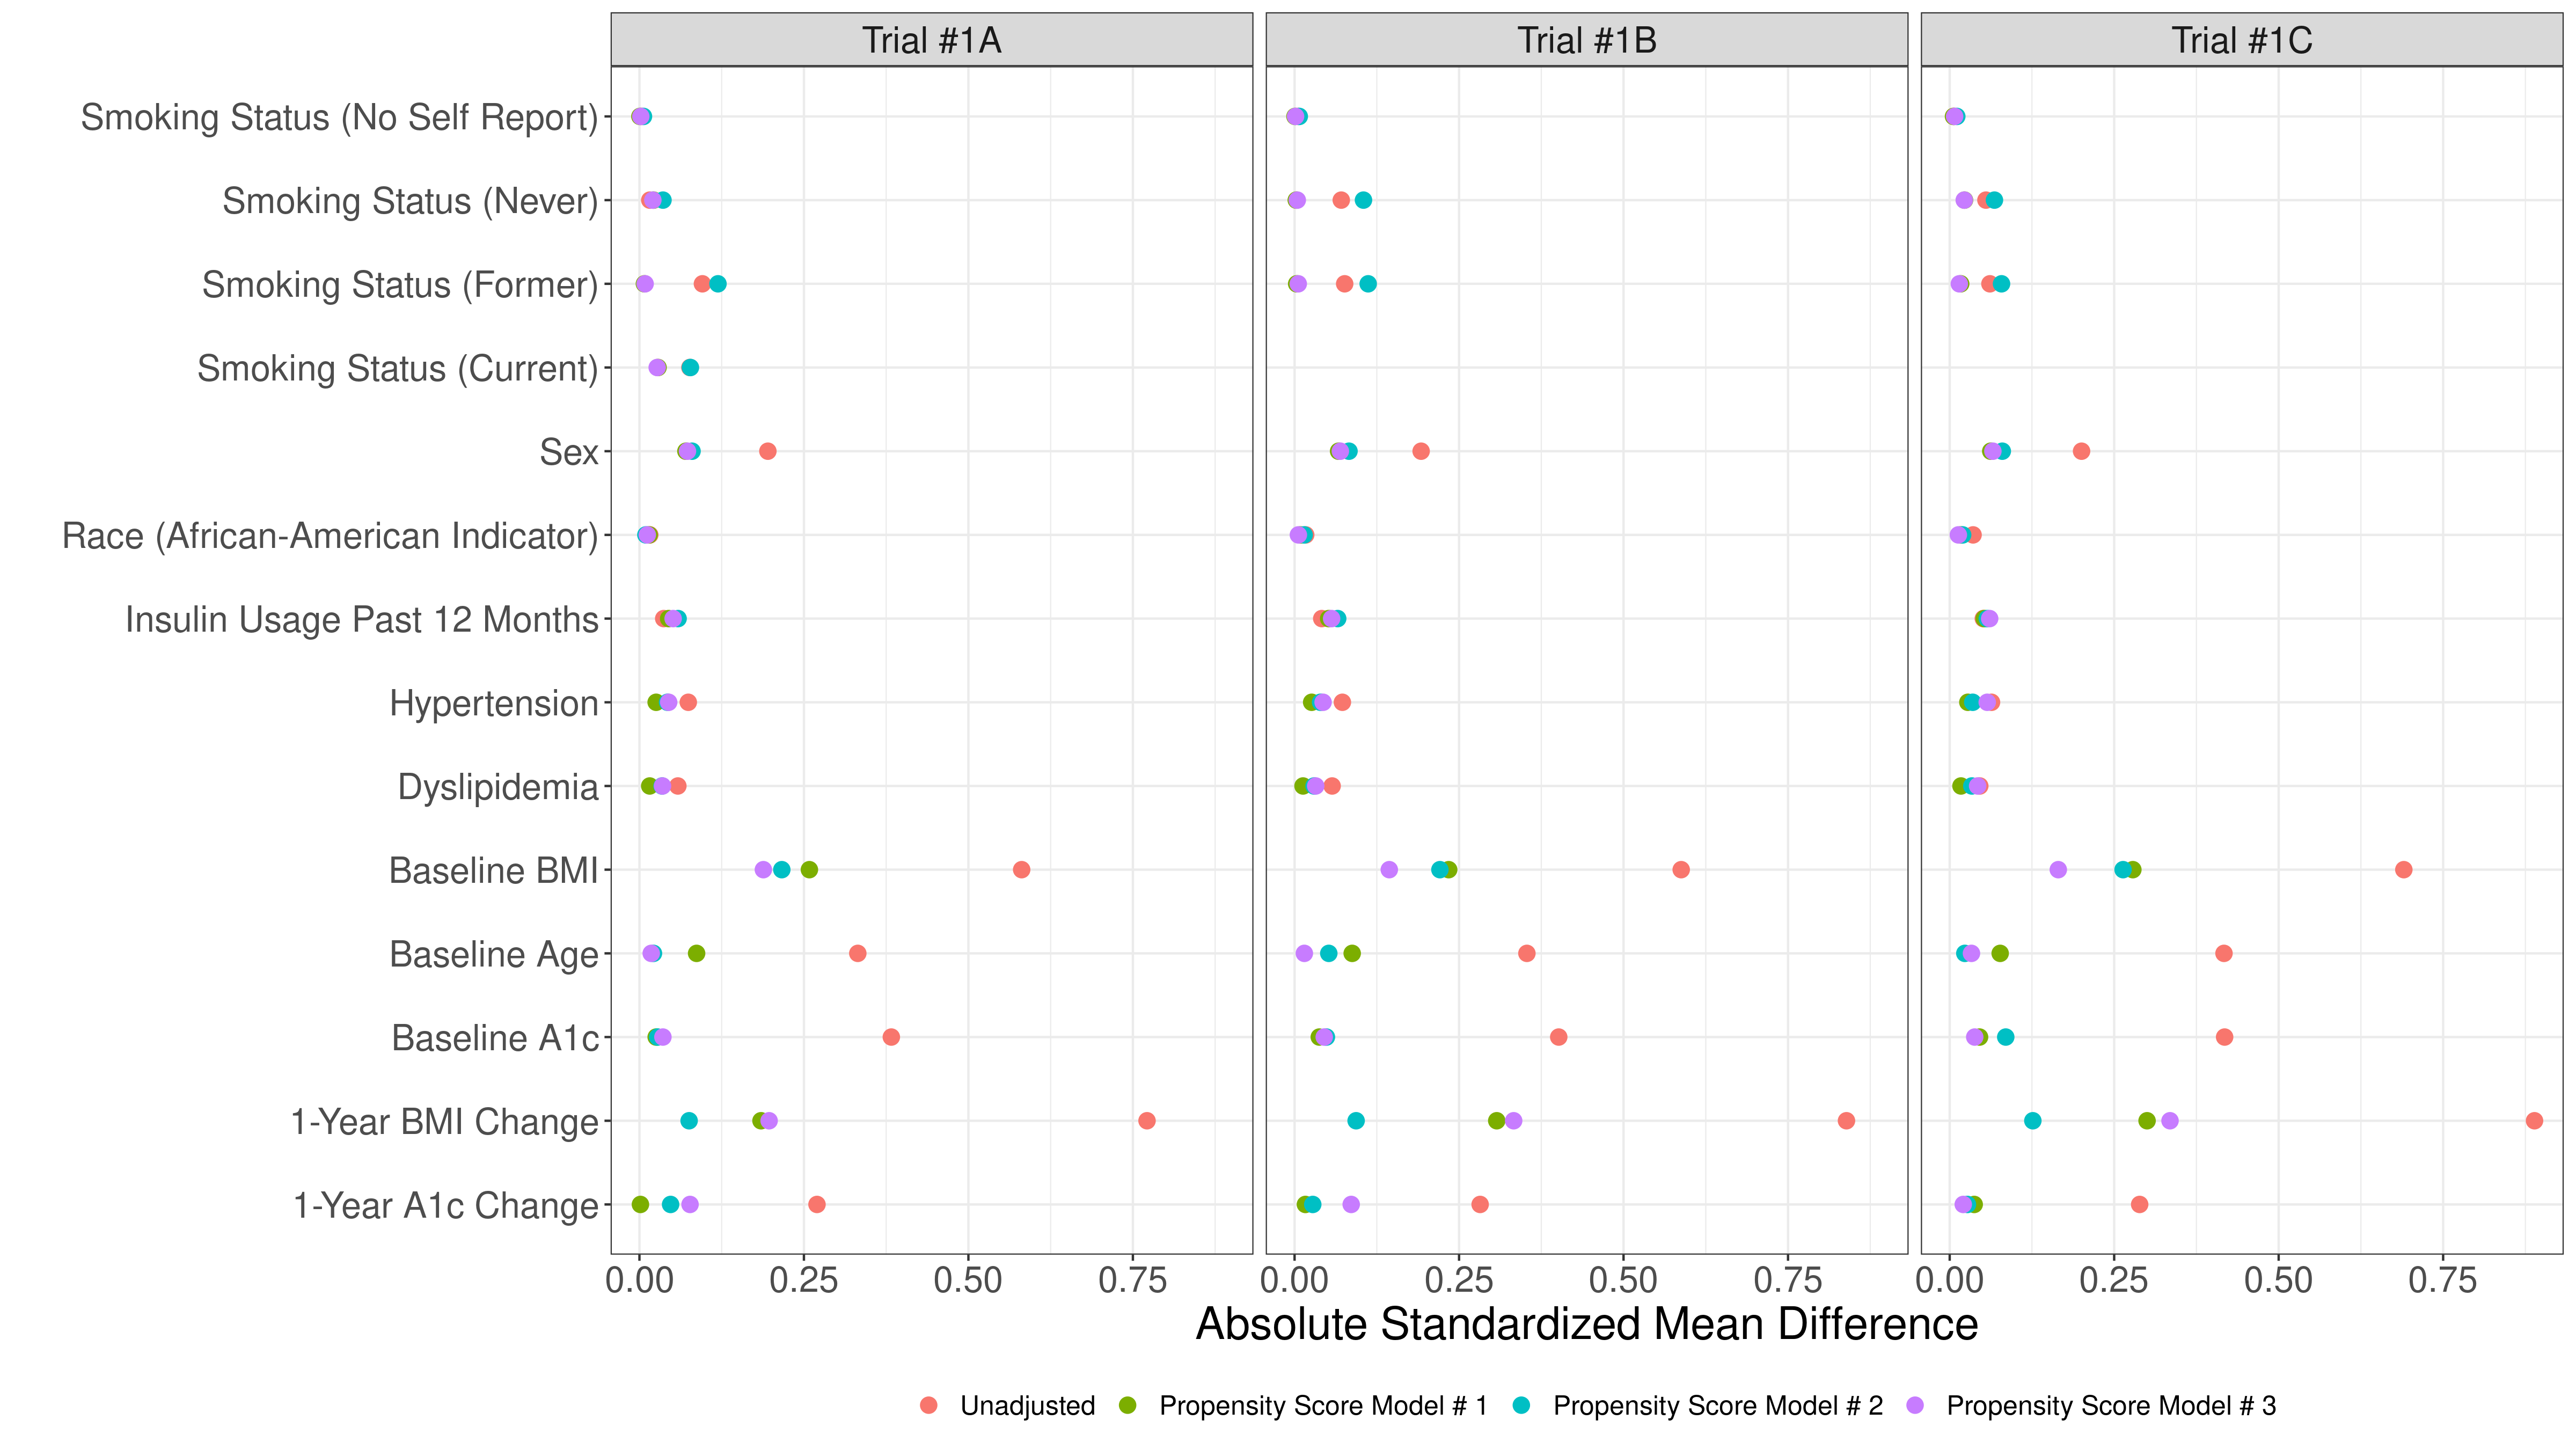 Trial #1A Trial #1B Trial #1C
Smoking Status (No Self Report)
Smoking Status (Never)
Smoking Status (Former)
Smoking Status (Current)
Sex
Race (African-American Indicator)
Insulin Usage Past 12 Months
Hypertension
Dyslipidemia
Baseline BMI
Baseline Age
Baseline A1c
1-Year BMI Change
1-Year A1c Change
0.00 0.25 0.50 0.75 0.00 0.25 0.50 0.75 0.00 0.25 0.50 0.75
Absolute Standardized Mean Difference
Unadjusted Propensity Score Model # 1 Propensity Score Model # 2 Propensity Score Model # 3